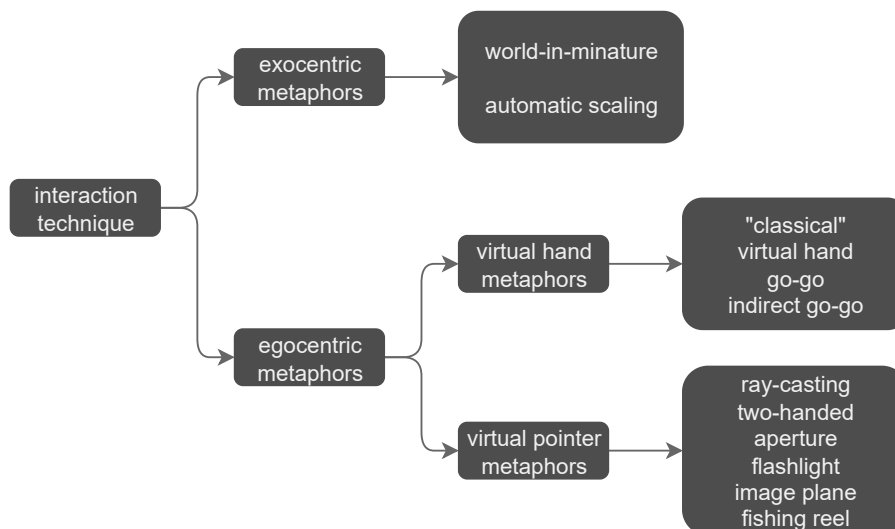 exocentric
metaphors
world-in-minature
automatic scaling
interaction
technique
egocentric
metaphors
virtual hand
metaphors
"classical"
virtual hand
go-go
indirect go-go
virtual pointer
metaphors
ray-casting
two-handed
aperture
flashlight
image plane
fishing reel